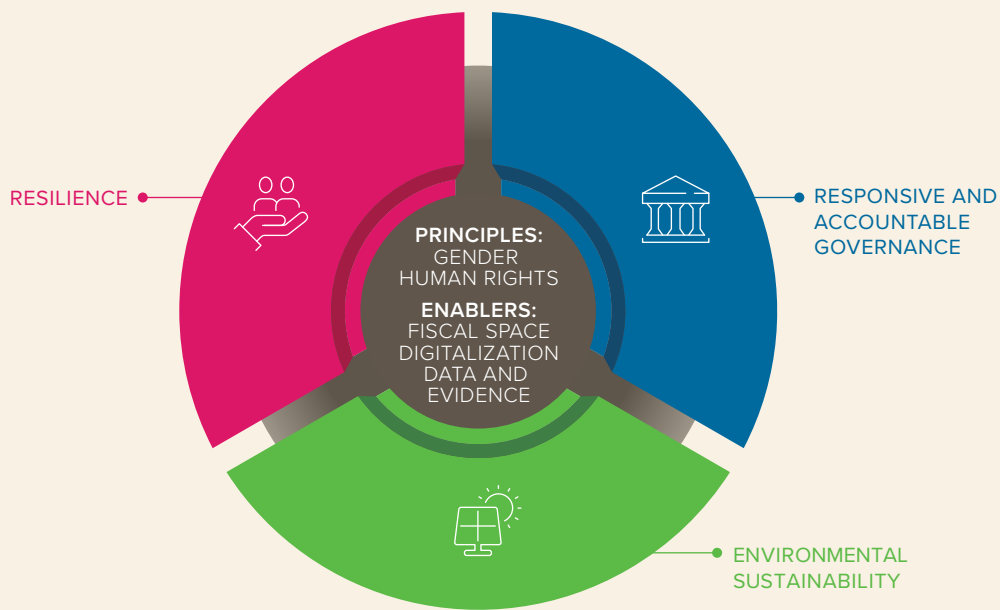 RESILIENCE
PRINCIPLES:
GENDER
HUMAN RIGHTS
ENABLERS:
FISCAL SPACE
DIGITALIZATION
DATA AND
EVIDENCE
RESPONSIVE AND
ACCOUNTABLE
GOVERNANCE
ENVIRONMENTAL
SUSTAINABILITY